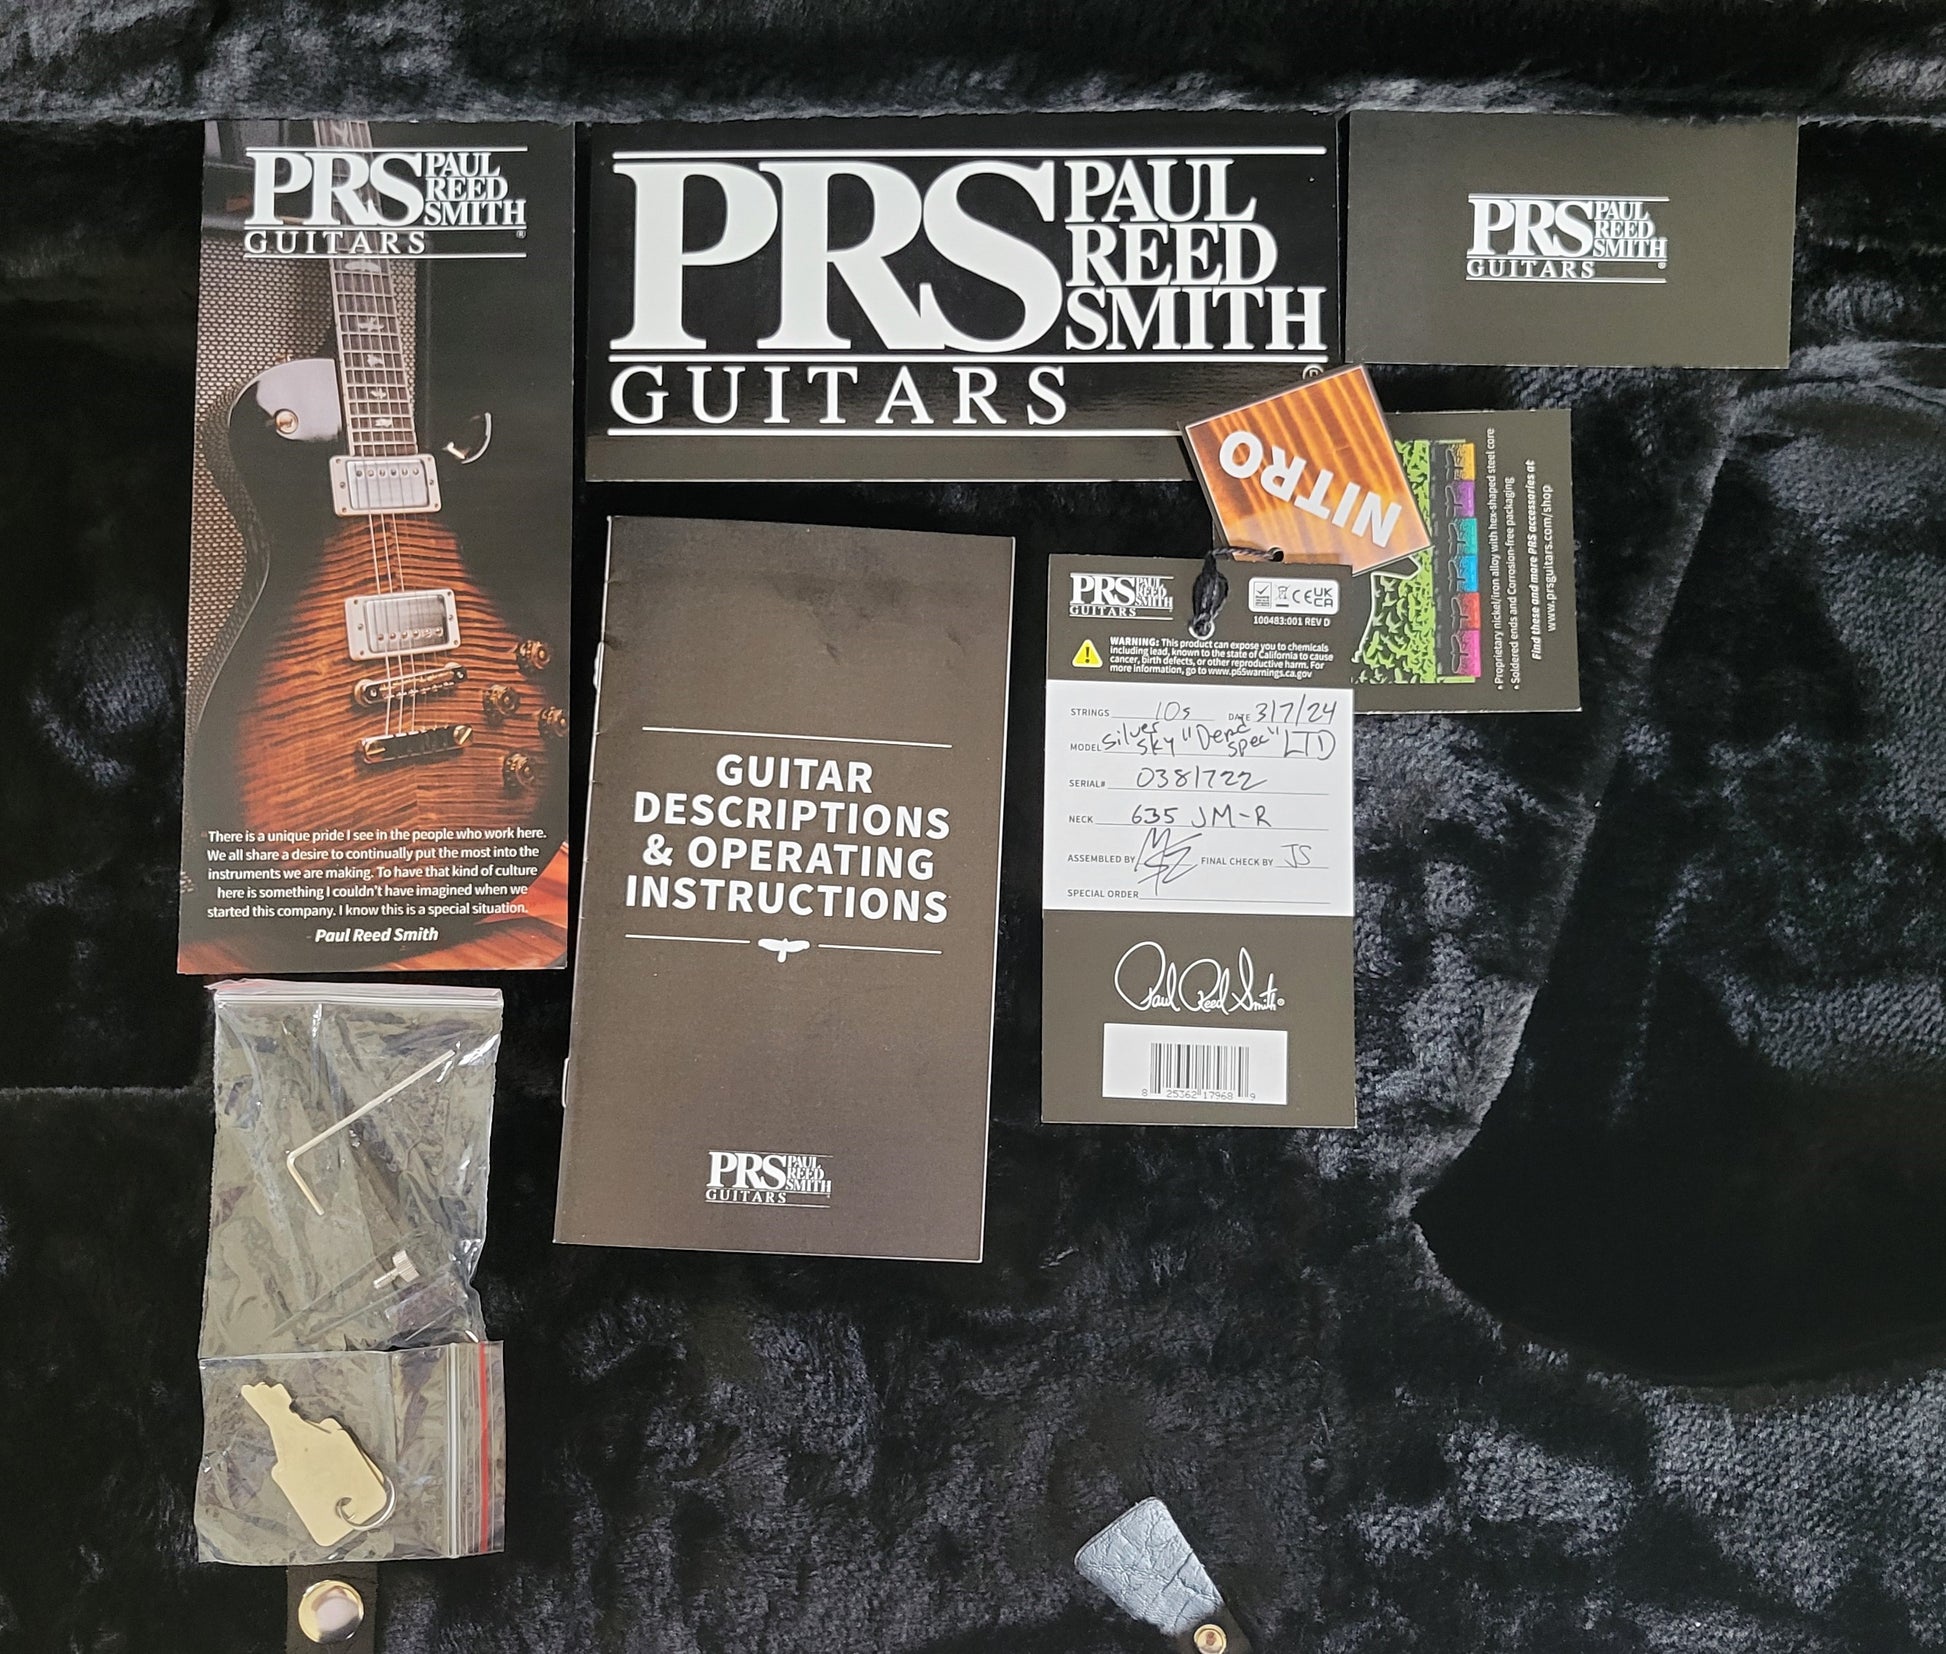 PRS PAUL
REED
SMITH
GUITARS ®
There is a unique pride I see in the people who work here.
We all share a desire to continually put the most into the
instruments we are making. To have that kind of culture
here is something I couldn't have imagined when we
started this company. I know this is a special situation.
- Paul Reed Smith
PRS PAUL
REED
SMITH
GUITARS ®
PRS PAUL
REED
SMITH
GUITARS ®
NITRO
• Proprietary nickel/iron alloy with hex-shaped steel core
• Soldered ends and Corrosion-free packaging
Find these and more PRS accessories at
www.prsguitars.com/shop
GUITAR
DESCRIPTIONS
& OPERATING
INSTRUCTIONS
PRS PAUL
REED
SMITH
GUITARS
PRS PAUL
REED
SMITH
GUITARS
CE UK
CA
100483:001 REV D
WARNING: This product can expose you to chemicals
including lead, known to the state of California to cause
cancer, birth defects, or other reproductive harm. For
more information, go to www.p65warnings.ca.gov
STRINGS 10s DATE 3/7/24
MODEL Silver Sky "Dead Spec" LTD
SERIAL# 0381722
NECK 635 JM-R
ASSEMBLED BY FINAL CHECK BY JS
SPECIAL ORDER
Paul Reed Smith®
8 25362 17968 9